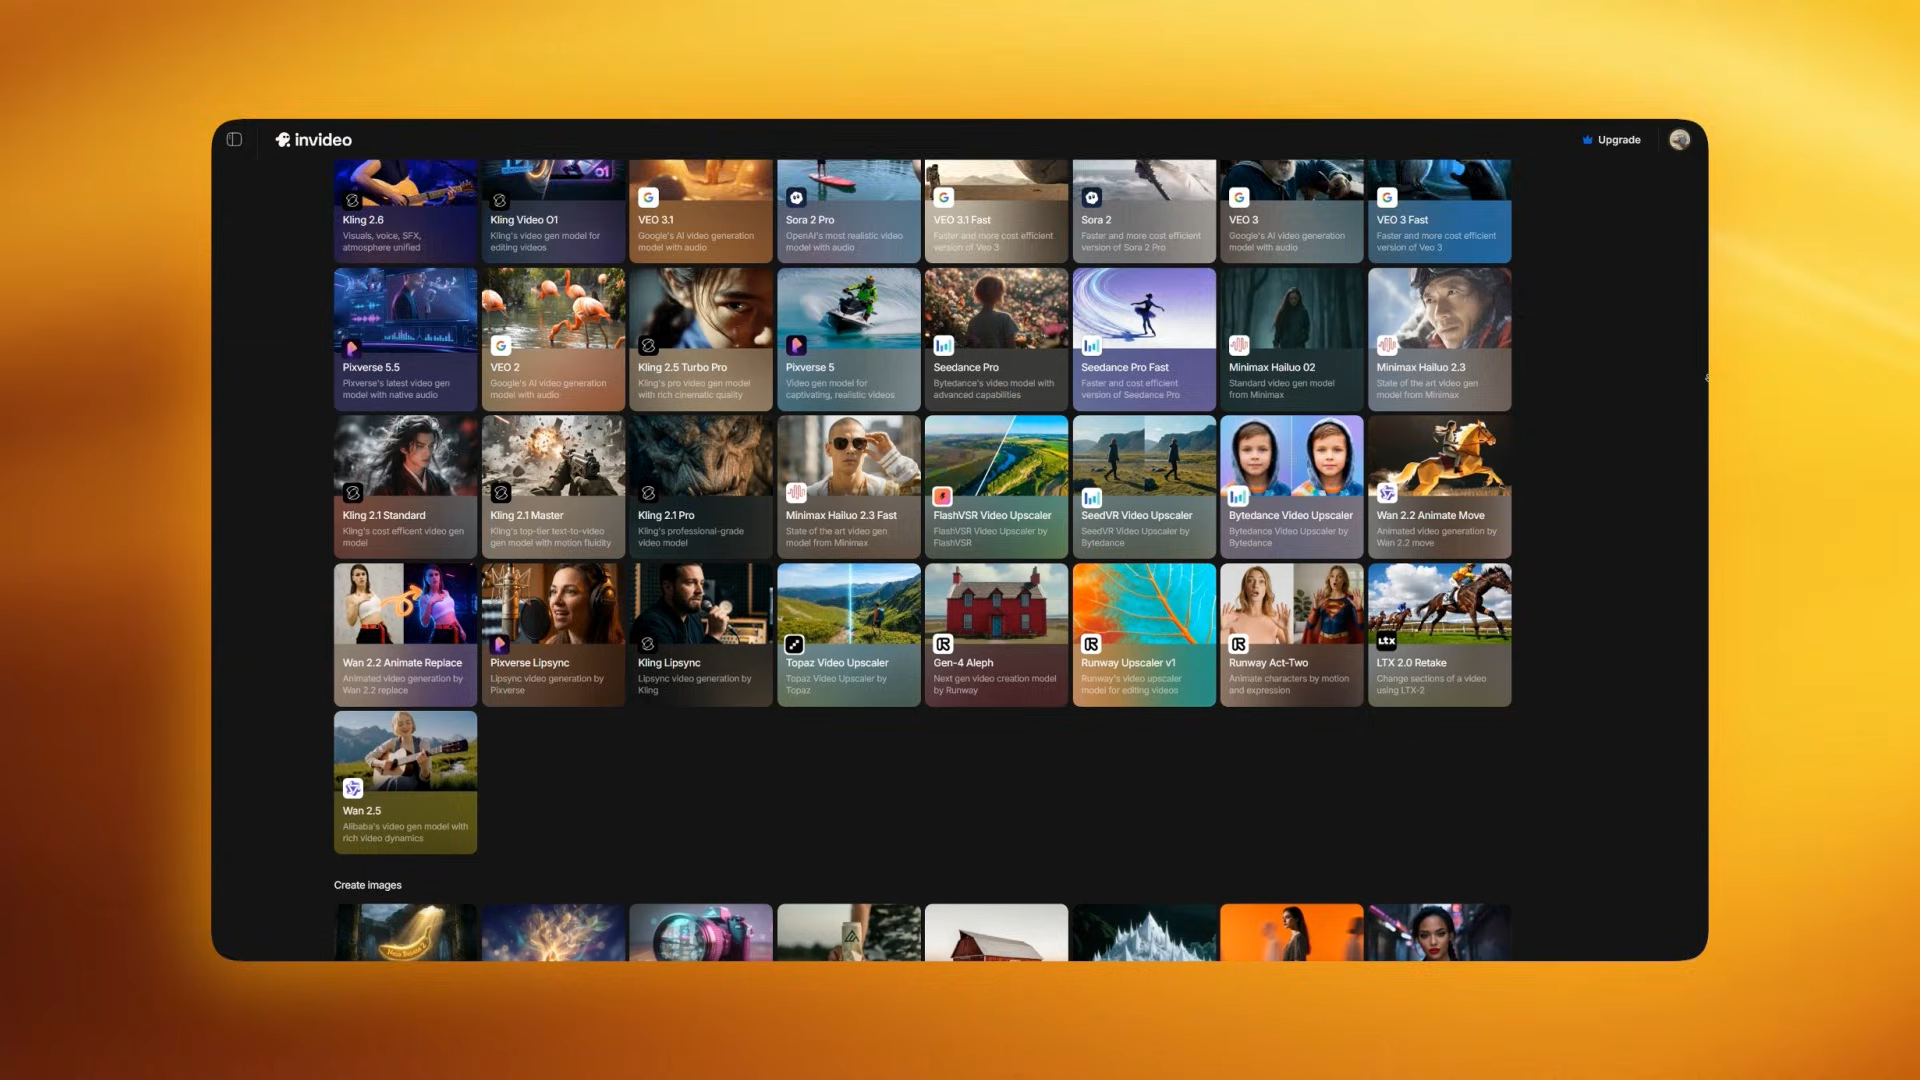 invideo
Upgrade
Kling 2.6
Visuals, voice, SFX,
atmosphere unified
Kling Video O1
Kling's video gen model for
editing videos
VEO 3.1
Google's AI video generation
model with audio
Sora 2 Pro
OpenAI's most realistic video
model with audio
VEO 3.1 Fast
Faster and more cost efficient
version of Veo 3
Sora 2
Faster and more cost efficient
version of Sora 2 Pro
VEO 3
Google's AI video generation
model with audio
VEO 3 Fast
Faster and more cost efficient
version of Veo 3
Pixverse 5.5
Pixverse's latest video gen
model with native audio
VEO 2
Google's AI video generation
model with audio
Kling 2.5 Turbo Pro
Kling's pro video gen model
with rich cinematic quality
Pixverse 5
Video gen model for
captivating, realistic videos
Seedance Pro
Bytedance's video model with
advanced capabilities
Seedance Pro Fast
Faster and cost efficient
version of Seedance Pro
Minimax Hailuo 02
Standard video gen model
from Minimax
Minimax Hailuo 2.3
State of the art video gen
model from Minimax
Kling 2.1 Standard
Kling's cost efficent video gen
model
Kling 2.1 Master
Kling's top-tier text-to-video
gen model with motion fluidity
Kling 2.1 Pro
Kling's professional-grade
video model
Minimax Hailuo 2.3 Fast
State of the art video gen
model from Minimax
FlashVSR Video Upscaler
FlashVSR Video Upscaler by
FlashVSR
SeedVR Video Upscaler
SeedVR Video Upscaler by
Bytedance
Bytedance Video Upscaler
Bytedance Video Upscaler by
Bytedance
Wan 2.2 Animate Move
Animated video generation by
Wan 2.2 move
Wan 2.2 Animate Replace
Animated video generation by
Wan 2.2 replace
Pixverse Lipsync
Lipsync video generation by
Pixverse
Kling Lipsync
Lipsync video generation by
Kling
Topaz Video Upscaler
Topaz Video Upscaler by
Topaz
Gen-4 Aleph
Next gen video creation model
by Runway
Runway Upscaler v1
Runway's video upscaler
model for editing videos
Runway Act-Two
Animate characters by motion
and expression
LTX
LTX 2.0 Retake
Change sections of a video
using LTX-2
Wan 2.5
Alibaba's video gen model with
rich video dynamics
Create images